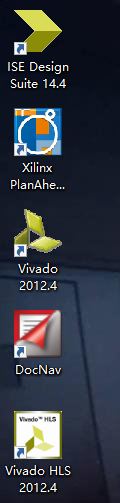 ISE Design
Suite 14.4
Xilinx
PlanAhe...
Vivado
2012.4
DocNav
Vivado™ HLS
Vivado HLS
2012.4